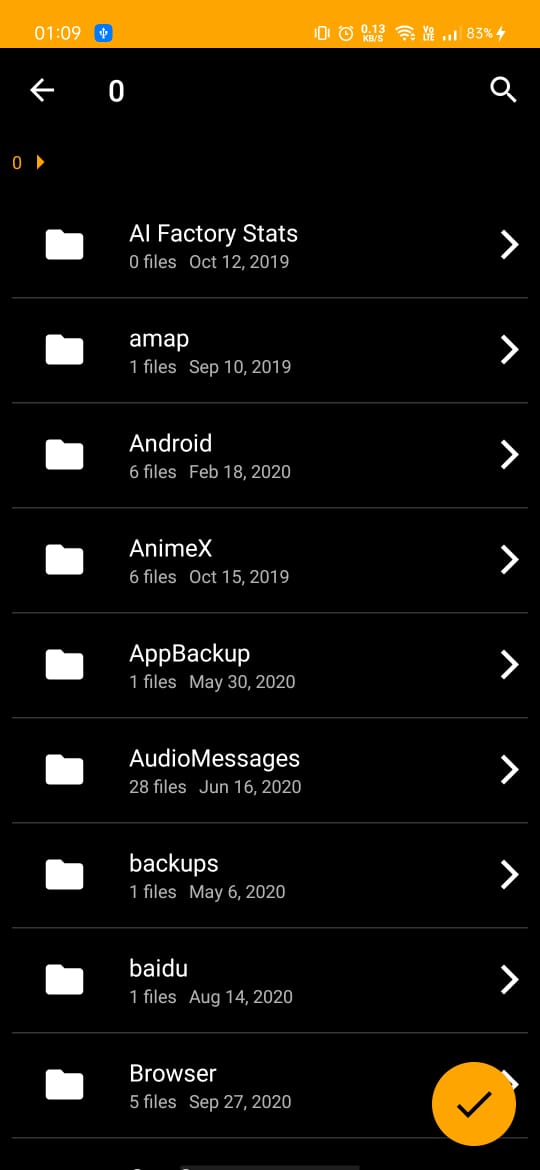 01:09 0.13 KB/S Vo LTE 83%
0
0
AI Factory Stats
0 files Oct 12, 2019
amap
1 files Sep 10, 2019
Android
6 files Feb 18, 2020
AnimeX
6 files Oct 15, 2019
AppBackup
1 files May 30, 2020
AudioMessages
28 files Jun 16, 2020
backups
1 files May 6, 2020
baidu
1 files Aug 14, 2020
Browser
5 files Sep 27, 2020